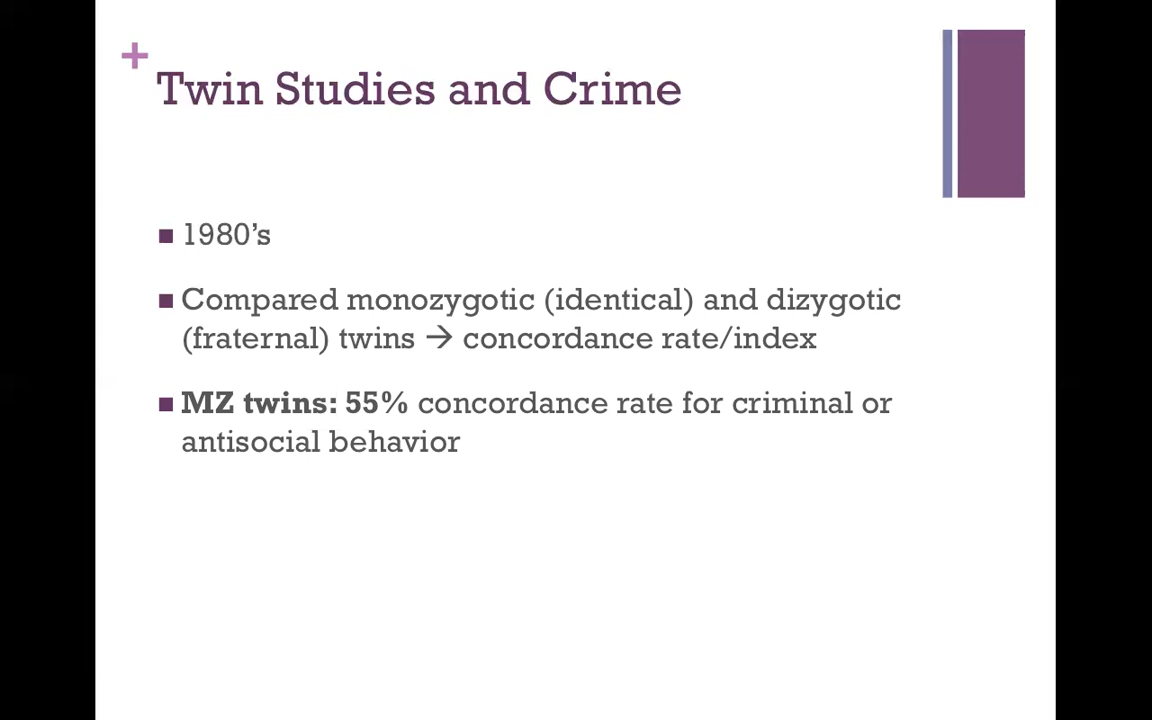 +
Twin Studies and Crime
■ 1980’s
■ Compared monozygotic (identical) and dizygotic
(fraternal) twins → concordance rate/index
■ MZ twins: 55% concordance rate for criminal or
antisocial behavior